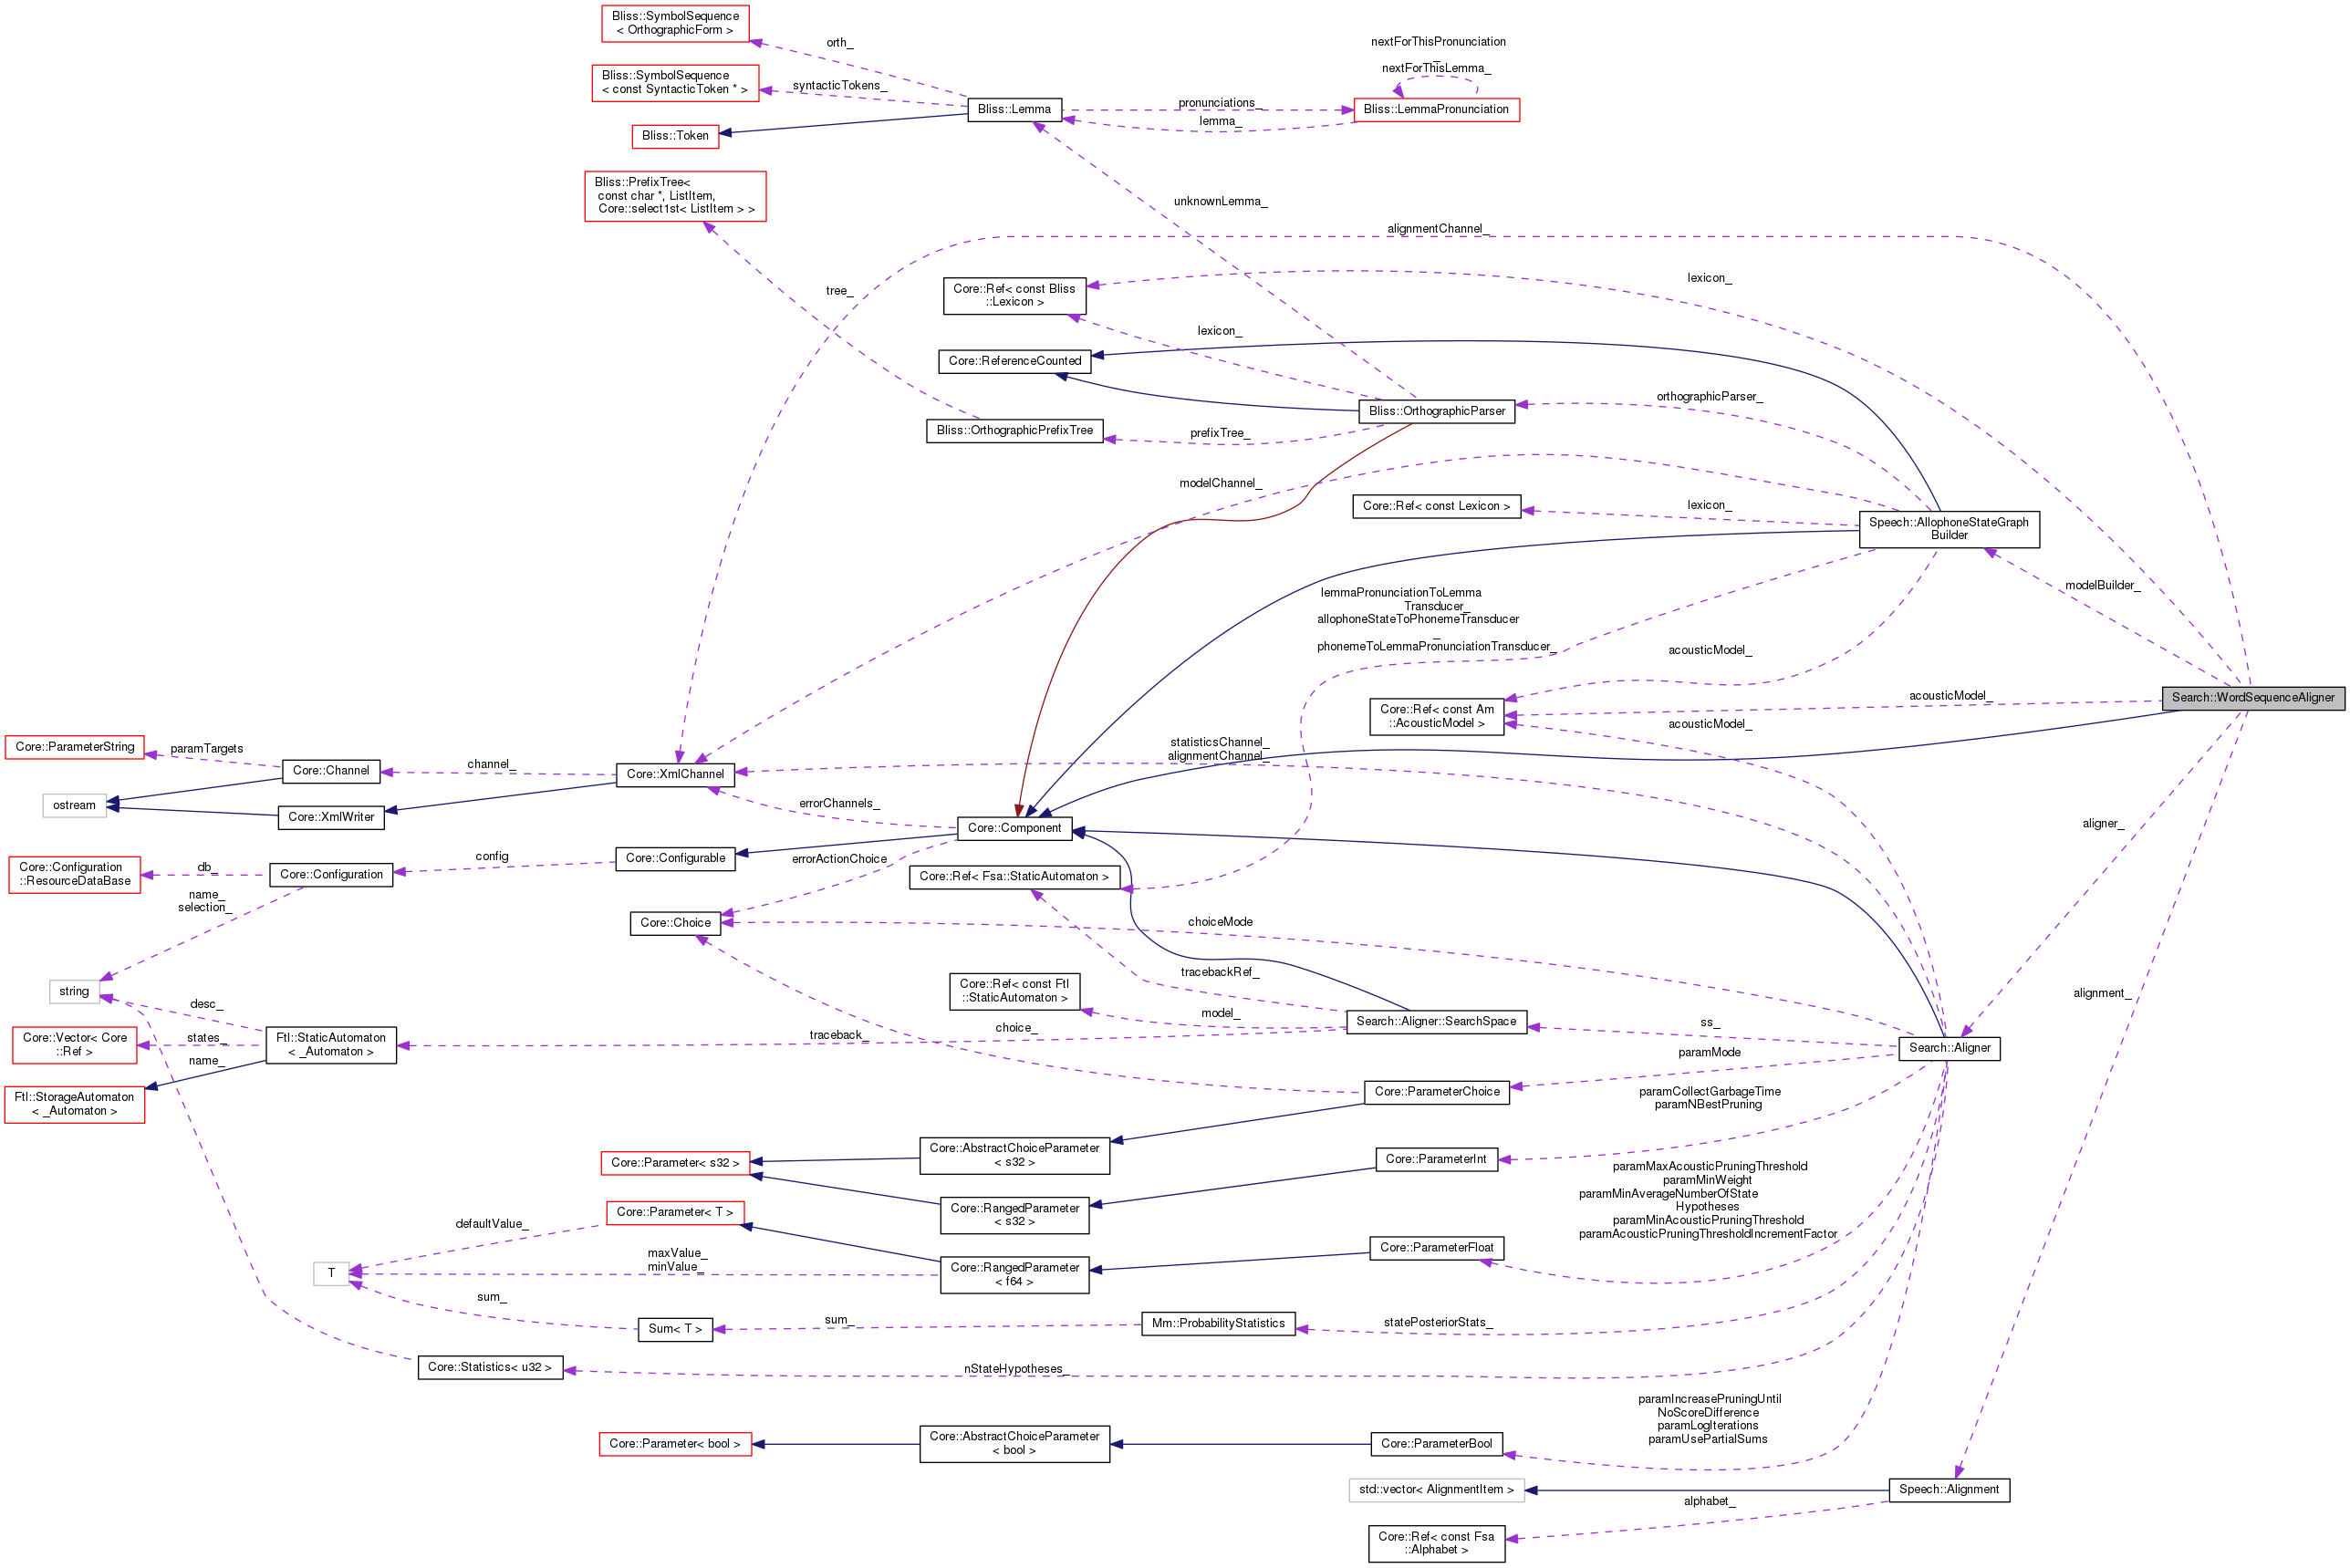 Bliss::SymbolSequence
< OrthographicForm >
orth_
nextForThisPronunciation
_
nextForThisLemma_
Bliss::SymbolSequence
< const SyntacticToken * >
syntacticTokens_
Bliss::Lemma
pronunciations_
lemma_
Bliss::LemmaPronunciation
Bliss::Token
Bliss::PrefixTree<
const char *, ListItem,
Core::select1st< ListItem > >
unknownLemma_
alignmentChannel_
tree_
Core::Ref< const Bliss
::Lexicon >
lexicon_
lexicon_
Core::ReferenceCounted
Bliss::OrthographicParser
orthographicParser_
Bliss::OrthographicPrefixTree
prefixTree_
modelChannel_
Core::Ref< const Lexicon >
lexicon_
Speech::AllophoneStateGraph
Builder
lemmaPronunciationToLemma
Transducer_
allophoneStateToPhonemeTransducer
_
phonemeToLemmaPronunciationTransducer_
modelBuilder_
acousticModel_
Core::Ref< const Am
::AcousticModel >
acousticModel_
acousticModel_
Search::WordSequenceAligner
Core::ParameterString
paramTargets
Core::Channel
channel_
Core::XmlChannel
statisticsChannel_
alignmentChannel_
ostream
Core::XmlWriter
errorChannels_
Core::Component
aligner_
Core::Configuration
::ResourceDataBase
db_
Core::Configuration
config
Core::Configurable
errorActionChoice
Core::Ref< Fsa::StaticAutomaton >
name_
selection_
Core::Choice
choiceMode
string
desc_
Core::Ref< const Ftl
::StaticAutomaton >
tracebackRef_
model_
alignment_
Core::Vector< Core
::Ref >
states_
name_
Ftl::StaticAutomaton
< _Automaton >
traceback_
choice_
Search::Aligner::SearchSpace
ss_
Search::Aligner
Ftl::StorageAutomaton
< _Automaton >
Core::ParameterChoice
paramMode
paramCollectGarbageTime
paramNBestPruning
Core::Parameter< s32 >
Core::AbstractChoiceParameter
< s32 >
Core::ParameterInt
Core::RangedParameter
< s32 >
paramMaxAcousticPruningThreshold
paramMinWeight
paramMinAverageNumberOfState
Hypotheses
paramMinAcousticPruningThreshold
paramAcousticPruningThresholdIncrementFactor
defaultValue_
Core::Parameter< T >
T
maxValue_
minValue_
Core::RangedParameter
< f64 >
Core::ParameterFloat
sum_
Sum< T >
sum_
Mm::ProbabilityStatistics
statePosteriorStats_
Core::Statistics< u32 >
nStateHypotheses_
paramIncreasePruningUntil
NoScoreDifference
paramLogIterations
paramUsePartialSums
Core::Parameter< bool >
Core::AbstractChoiceParameter
< bool >
Core::ParameterBool
std::vector< AlignmentItem >
Speech::Alignment
alphabet_
Core::Ref< const Fsa
::Alphabet >